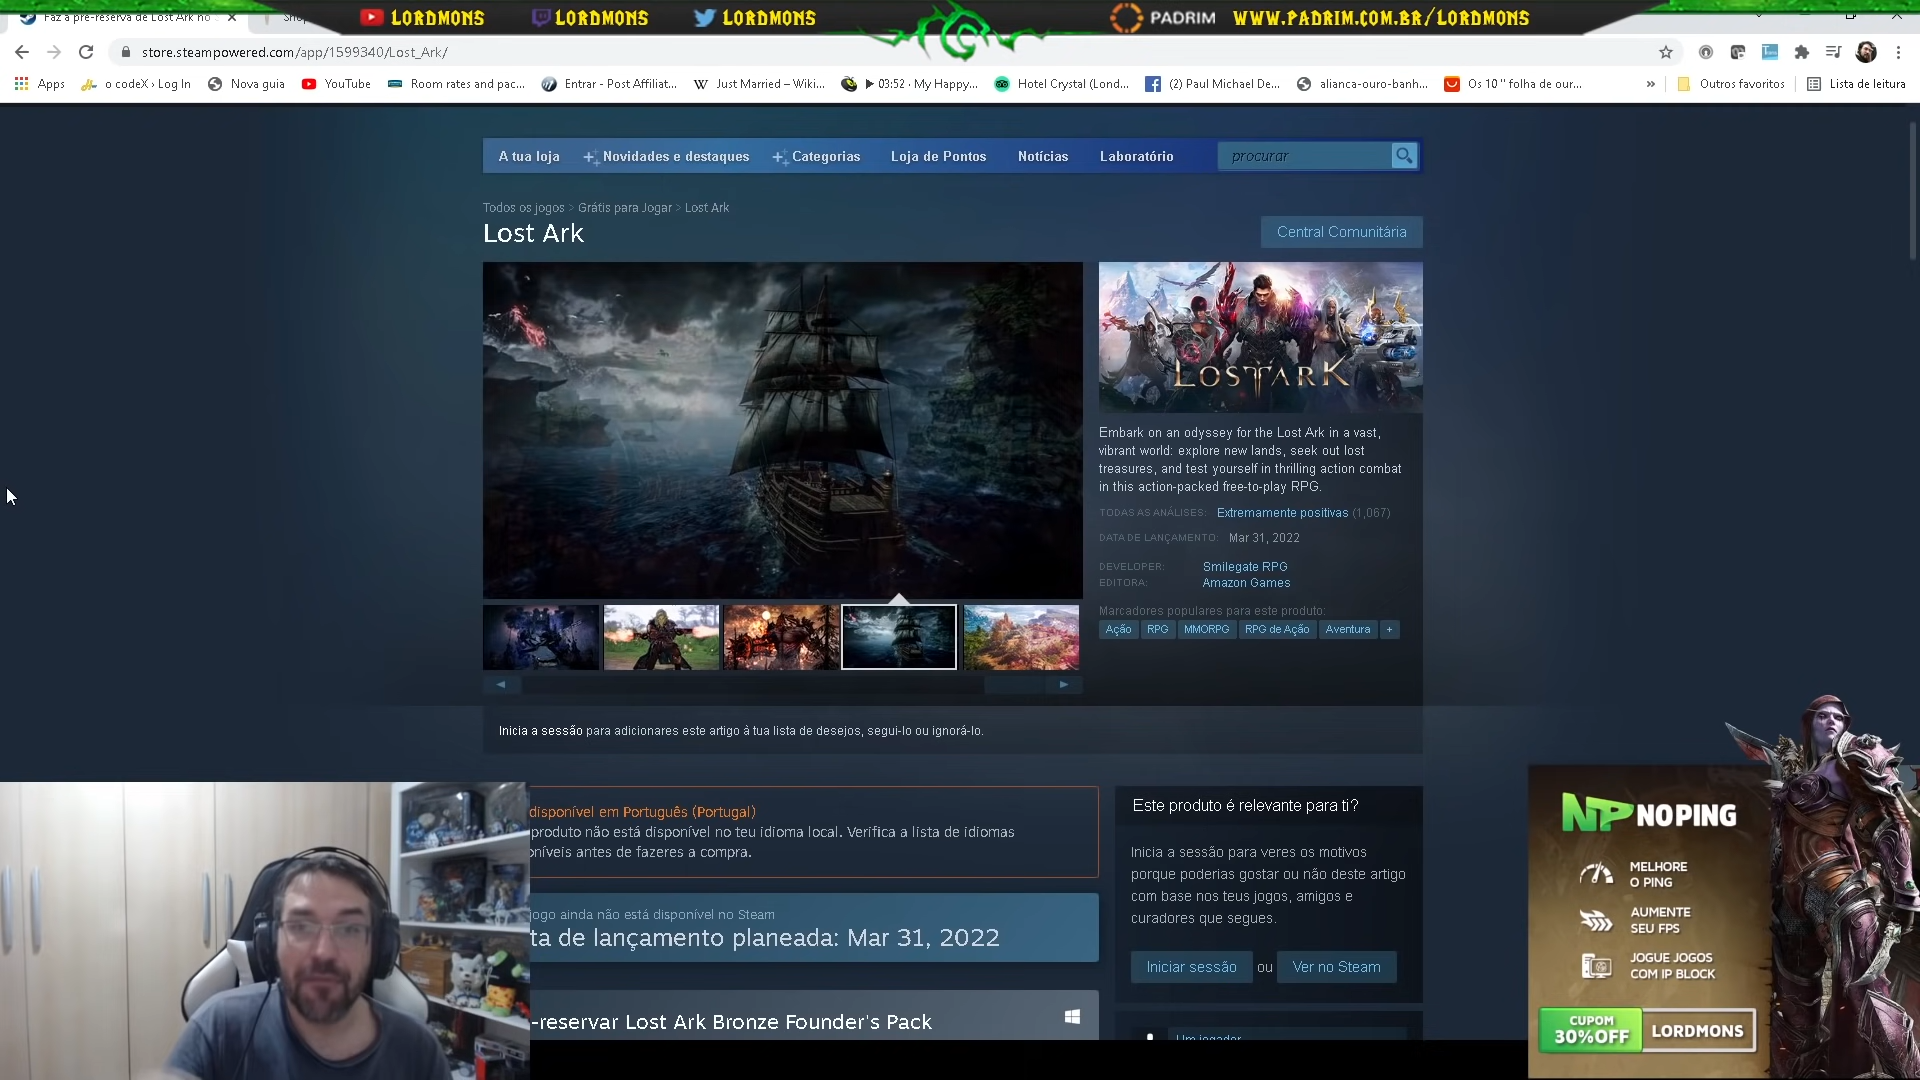 Faz a pré-reserva de Lost Ark no
LORDMONS
LORDMONS
LORDMONS
PADRIM
WWW.PADRIM.COM.BR/LORDMONS
store.steampowered.com/app/1599340/Lost_Ark/
Apps
o codeX › Log In
Nova guia
YouTube
Room rates and pac...
Entrar - Post Affiliat...
Just Married – Wiki...
▶ 03:52 · My Happy...
Hotel Crystal (Lond...
(2) Paul Michael De...
alianca-ouro-banh...
Os 10 " folha de our...
»
Outros favoritos
Lista de leitura
A tua loja
Novidades e destaques
Categorias
Loja de Pontos
Notícias
Laboratório
procurar
Todos os jogos > Grátis para Jogar > Lost Ark
Lost Ark
Central Comunitária
LOST ARK
Embark on an odyssey for the Lost Ark in a vast,
vibrant world: explore new lands, seek out lost
treasures, and test yourself in thrilling action combat
in this action-packed free-to-play RPG.
TODAS AS ANÁLISES: Extremamente positivas (1,067)
DATA DE LANÇAMENTO: Mar 31, 2022
DEVELOPER: Smilegate RPG
EDITORA: Amazon Games
Marcadores populares para este produto:
Ação
RPG
MMORPG
RPG de Ação
Aventura
+
Inicia a sessão para adicionares este artigo à tua lista de desejos, segui-lo ou ignorá-lo.
disponível em Português (Portugal)
produto não está disponível no teu idioma local. Verifica a lista de idiomas
oníveis antes de fazeres a compra.
jogo ainda não está disponível no Steam
ta de lançamento planeada: Mar 31, 2022
-reservar Lost Ark Bronze Founder's Pack
Este produto é relevante para ti?
Inicia a sessão para veres os motivos
porque poderias gostar ou não deste artigo
com base nos teus jogos, amigos e
curadores que segues.
Iniciar sessão
ou
Ver no Steam
Um jogador
NP NOPING
MELHORE
O PING
AUMENTE
SEU FPS
JOGUE JOGOS
COM IP BLOCK
CUPOM
30%OFF
LORDMONS